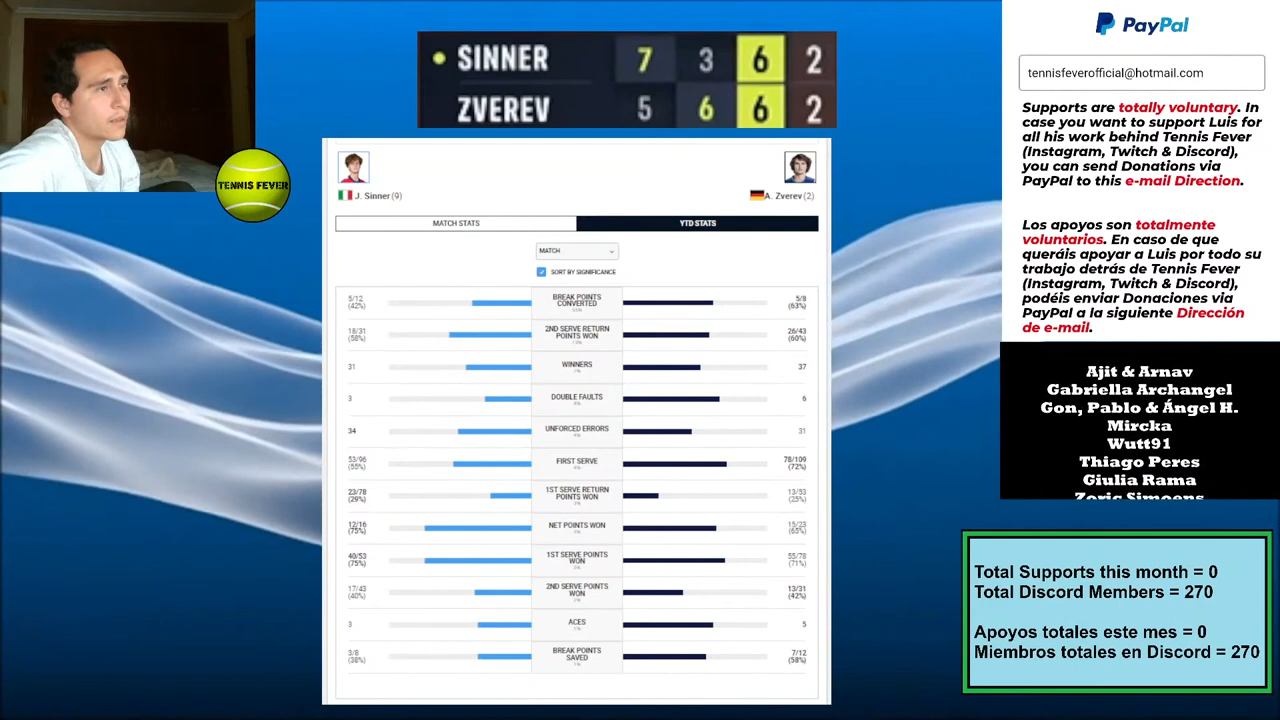 SINNER 7 3 6 2
ZVEREV 5 6 6 2
TENNIS FEVER
J. Sinner (9)
A. Zverev (2)
MATCH STATS
YTD STATS
MATCH
SORT BY SIGNIFICANCE
5/12 BREAK POINTS 5/8
(42%) CONVERTED (63%)
18/31 2ND SERVE RETURN 26/43
(58%) POINTS WON (60%)
31 WINNERS 37
3 DOUBLE FAULTS 6
34 UNFORCED ERRORS 31
53/96 FIRST SERVE 78/109
(55%) (72%)
23/78 1ST SERVE RETURN 13/53
(29%) POINTS WON (25%)
12/16 NET POINTS WON 15/23
(75%) (65%)
40/53 1ST SERVE POINTS 55/78
(75%) WON (71%)
17/43 2ND SERVE POINTS 13/31
(40%) WON (42%)
3 ACES 5
3/8 BREAK POINTS 7/12
(38%) SAVED (58%)
PayPal
tennisfeverofficial@hotmail.com
Supports are totally voluntary. In
case you want to support Luis for
all his work behind Tennis Fever
(Instagram, Twitch & Discord),
you can send Donations via
PayPal to this e-mail Direction.
Los apoyos son totalmente
voluntarios. En caso de que
queráis apoyar a Luis por todo su
trabajo detrás de Tennis Fever
(Instagram, Twitch & Discord),
podéis enviar Donaciones via
PayPal a la siguiente Dirección
de e-mail.
Ajit & Arnav
Gabriella Archangel
Gon, Pablo & Ángel H.
Mircka
Wutt91
Thiago Peres
Giulia Rama
Zoric Simoens
Total Supports this month = 0
Total Discord Members = 270
Apoyos totales este mes = 0
Miembros totales en Discord = 270